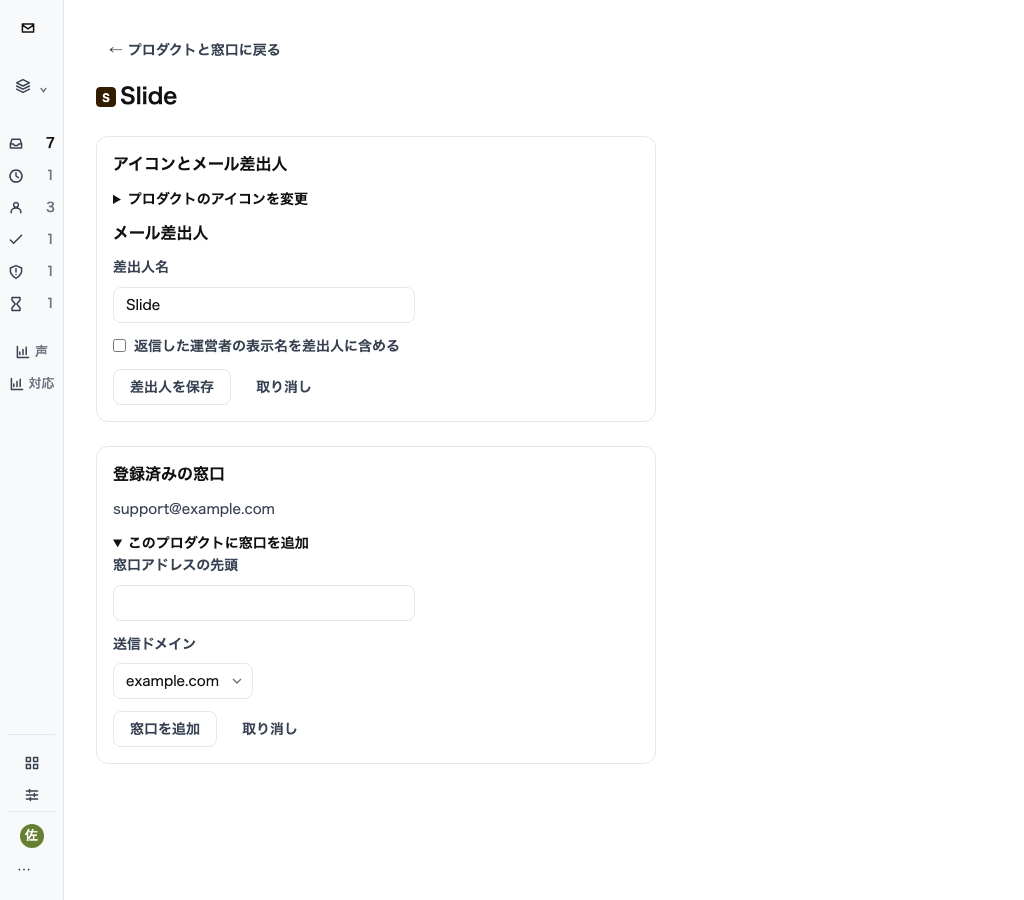 ← プロダクトと窓口に戻る
S Slide
7
1
3
1
1
1
声
対応
アイコンとメール差出人
▶ プロダクトのアイコンを変更
メール差出人
差出人名
Slide
返信した運営者の表示名を差出人に含める
差出人を保存 取り消し
登録済みの窓口
support@example.com
▼ このプロダクトに窓口を追加
窓口アドレスの先頭
送信ドメイン
example.com
窓口を追加 取り消し
佐
…